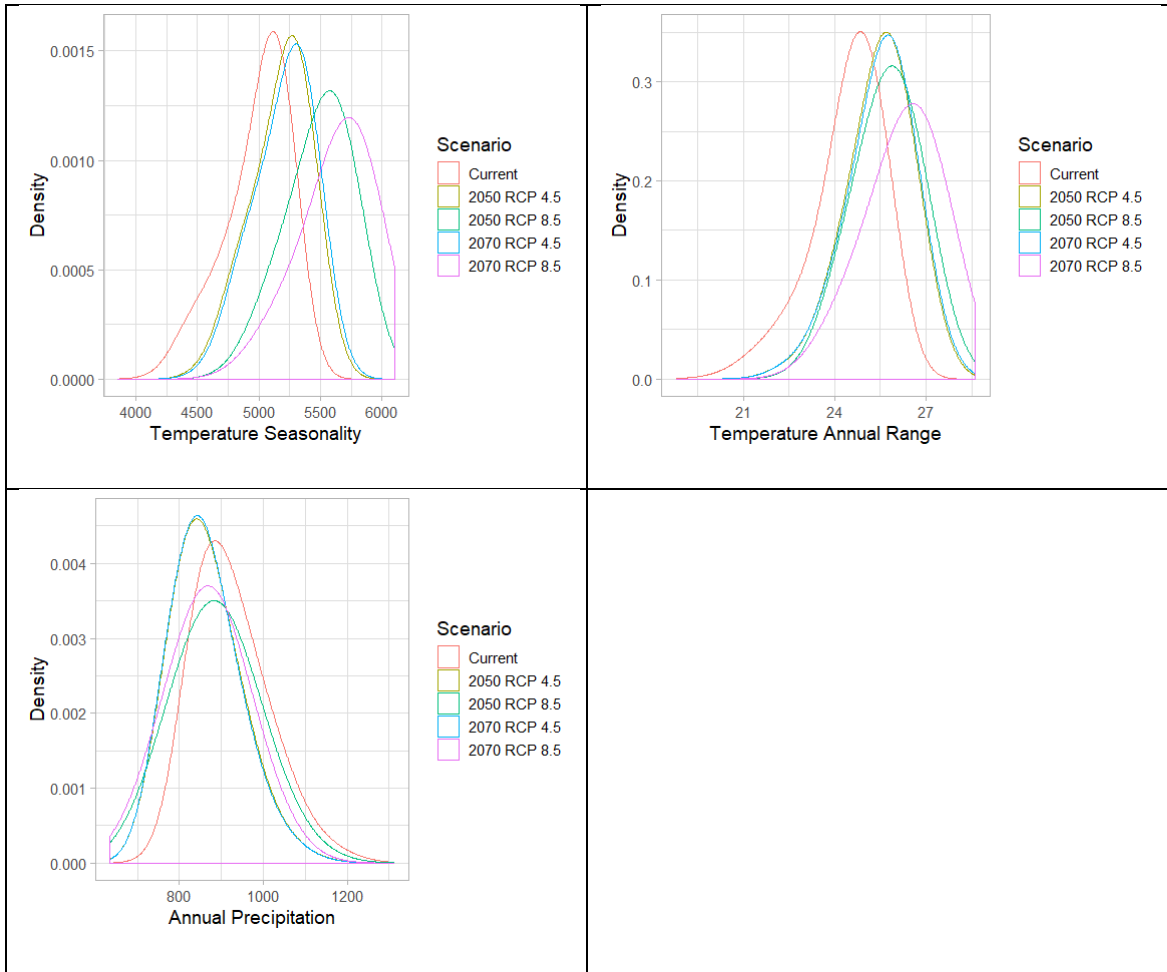 0.0015
0.0010
0.0005
0.0000
Density
4000 4500 5000 5500 6000
Temperature Seasonality
Scenario
Current
2050 RCP 4.5
2050 RCP 8.5
2070 RCP 4.5
2070 RCP 8.5
0.3
0.2
0.1
0.0
Density
21 24 27
Temperature Annual Range
Scenario
Current
2050 RCP 4.5
2050 RCP 8.5
2070 RCP 4.5
2070 RCP 8.5
0.004
0.003
0.002
0.001
0.000
Density
800 1000 1200
Annual Precipitation
Scenario
Current
2050 RCP 4.5
2050 RCP 8.5
2070 RCP 4.5
2070 RCP 8.5